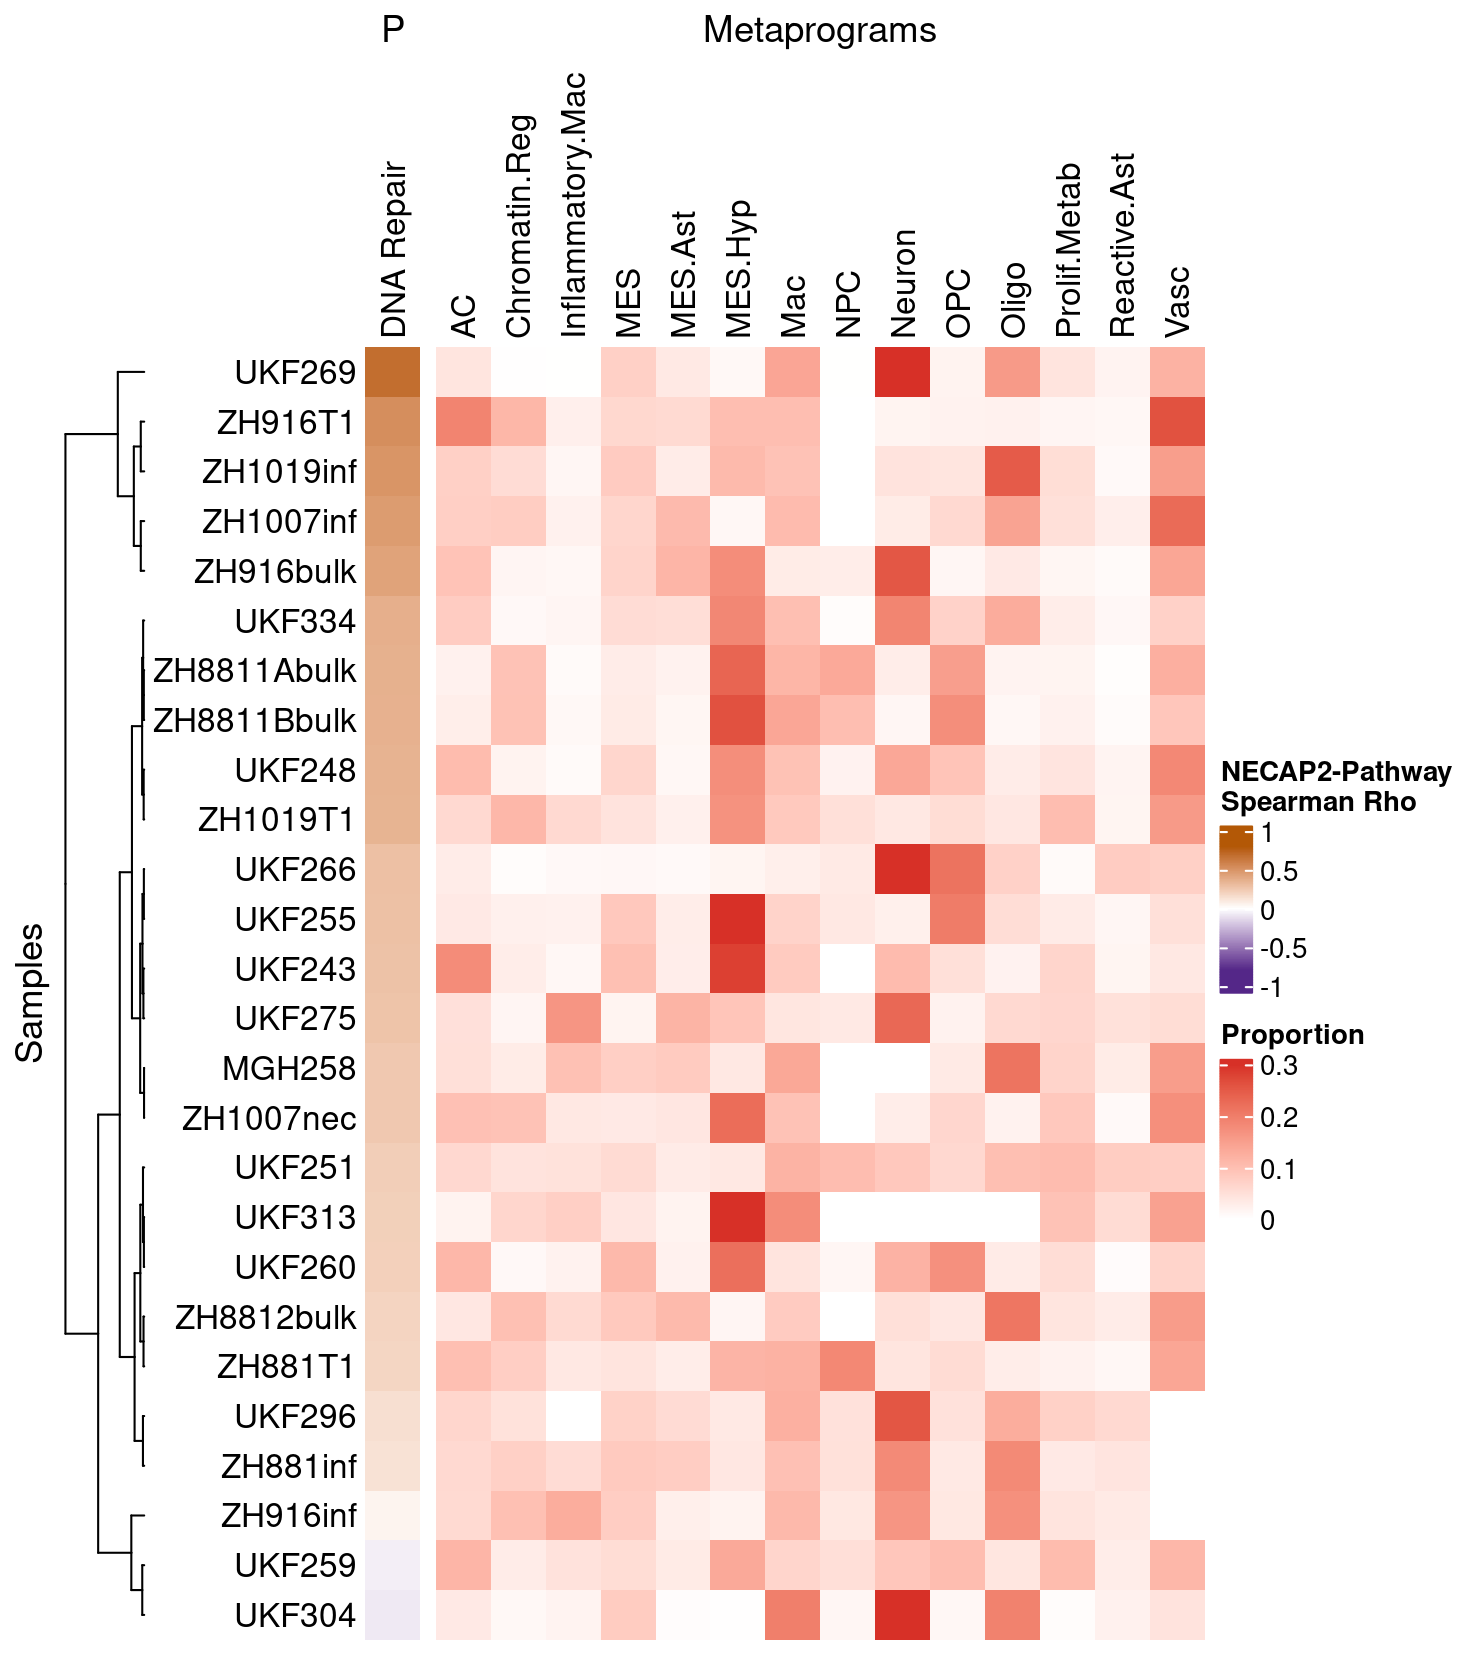 P
Metaprograms
DNA Repair
AC
Chromatin.Reg
Inflammatory.Mac
MES
MES.Ast
MES.Hyp
Mac
NPC
Neuron
OPC
Oligo
Prolif.Metab
Reactive.Ast
Vasc
Samples
UKF269
ZH916T1
ZH1019inf
ZH1007inf
ZH916bulk
UKF334
ZH8811Abulk
ZH8811Bbulk
UKF248
ZH1019T1
UKF266
UKF255
UKF243
UKF275
MGH258
ZH1007nec
UKF251
UKF313
UKF260
ZH8812bulk
ZH881T1
UKF296
ZH881inf
ZH916inf
UKF259
UKF304
NECAP2-Pathway
Spearman Rho
1
0.5
0
-0.5
-1
Proportion
0.3
0.2
0.1
0